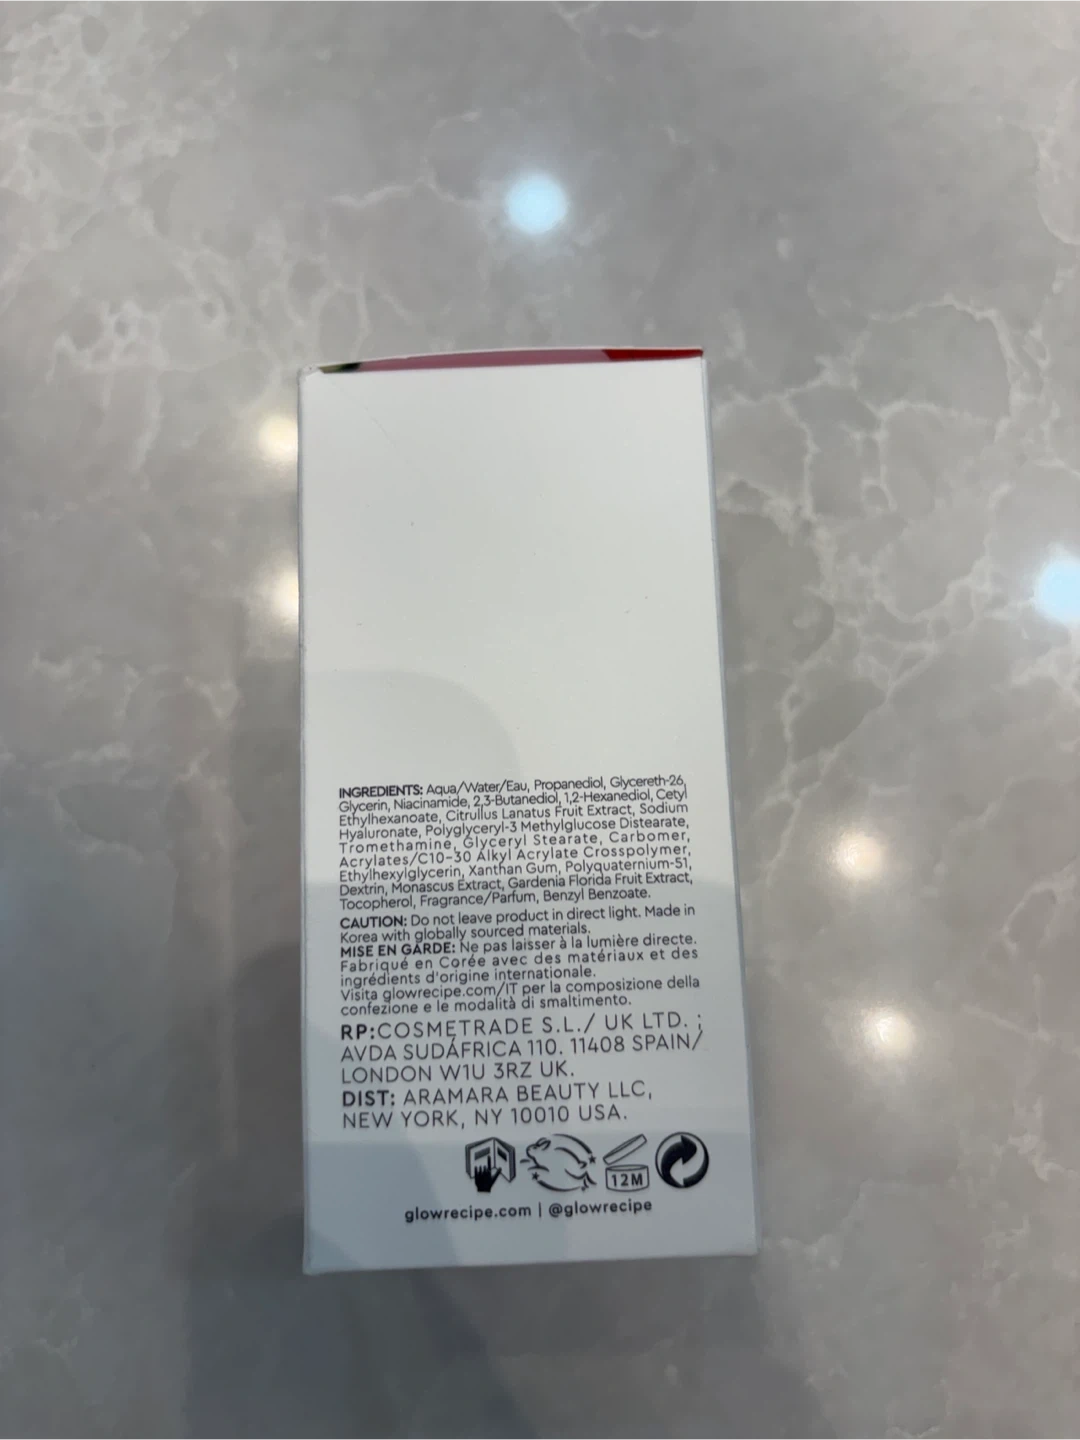 INGREDIENTS: Aqua/Water/Eau, Propanediol, Glycereth-26,
Glycerin, Niacinamide, 2,3-Butanediol, 1,2-Hexanediol, Cetyl
Ethylhexanoate, Citrullus Lanatus Fruit Extract, Sodium
Hyaluronate, Polyglyceryl-3 Methylglucose Distearate,
Tromethamine, Glyceryl Stearate, Carbomer,
Acrylates/C10-30 Alkyl Acrylate Crosspolymer,
Ethylhexylglycerin, Xanthan Gum, Polyquaternium-51,
Dextrin, Monascus Extract, Gardenia Florida Fruit Extract,
Tocopherol, Fragrance/Parfum, Benzyl Benzoate.
CAUTION: Do not leave product in direct light. Made in
Korea with globally sourced materials.
MISE EN GARDE: Ne pas laisser à la lumière directe.
Fabriqué en Corée avec des matériaux et des
ingrédients d'origine internationale.
Visita glowrecipe.com/IT per la composizione della
confezione e le modalità di smaltimento.
RP:COSMETRADE S.L./ UK LTD. ;
AVDA SUDÁFRICA 110. 11408 SPAIN/
LONDON W1U 3RZ UK.
DIST: ARAMARA BEAUTY LLC,
NEW YORK, NY 10010 USA.
12M
glowrecipe.com | @glowrecipe